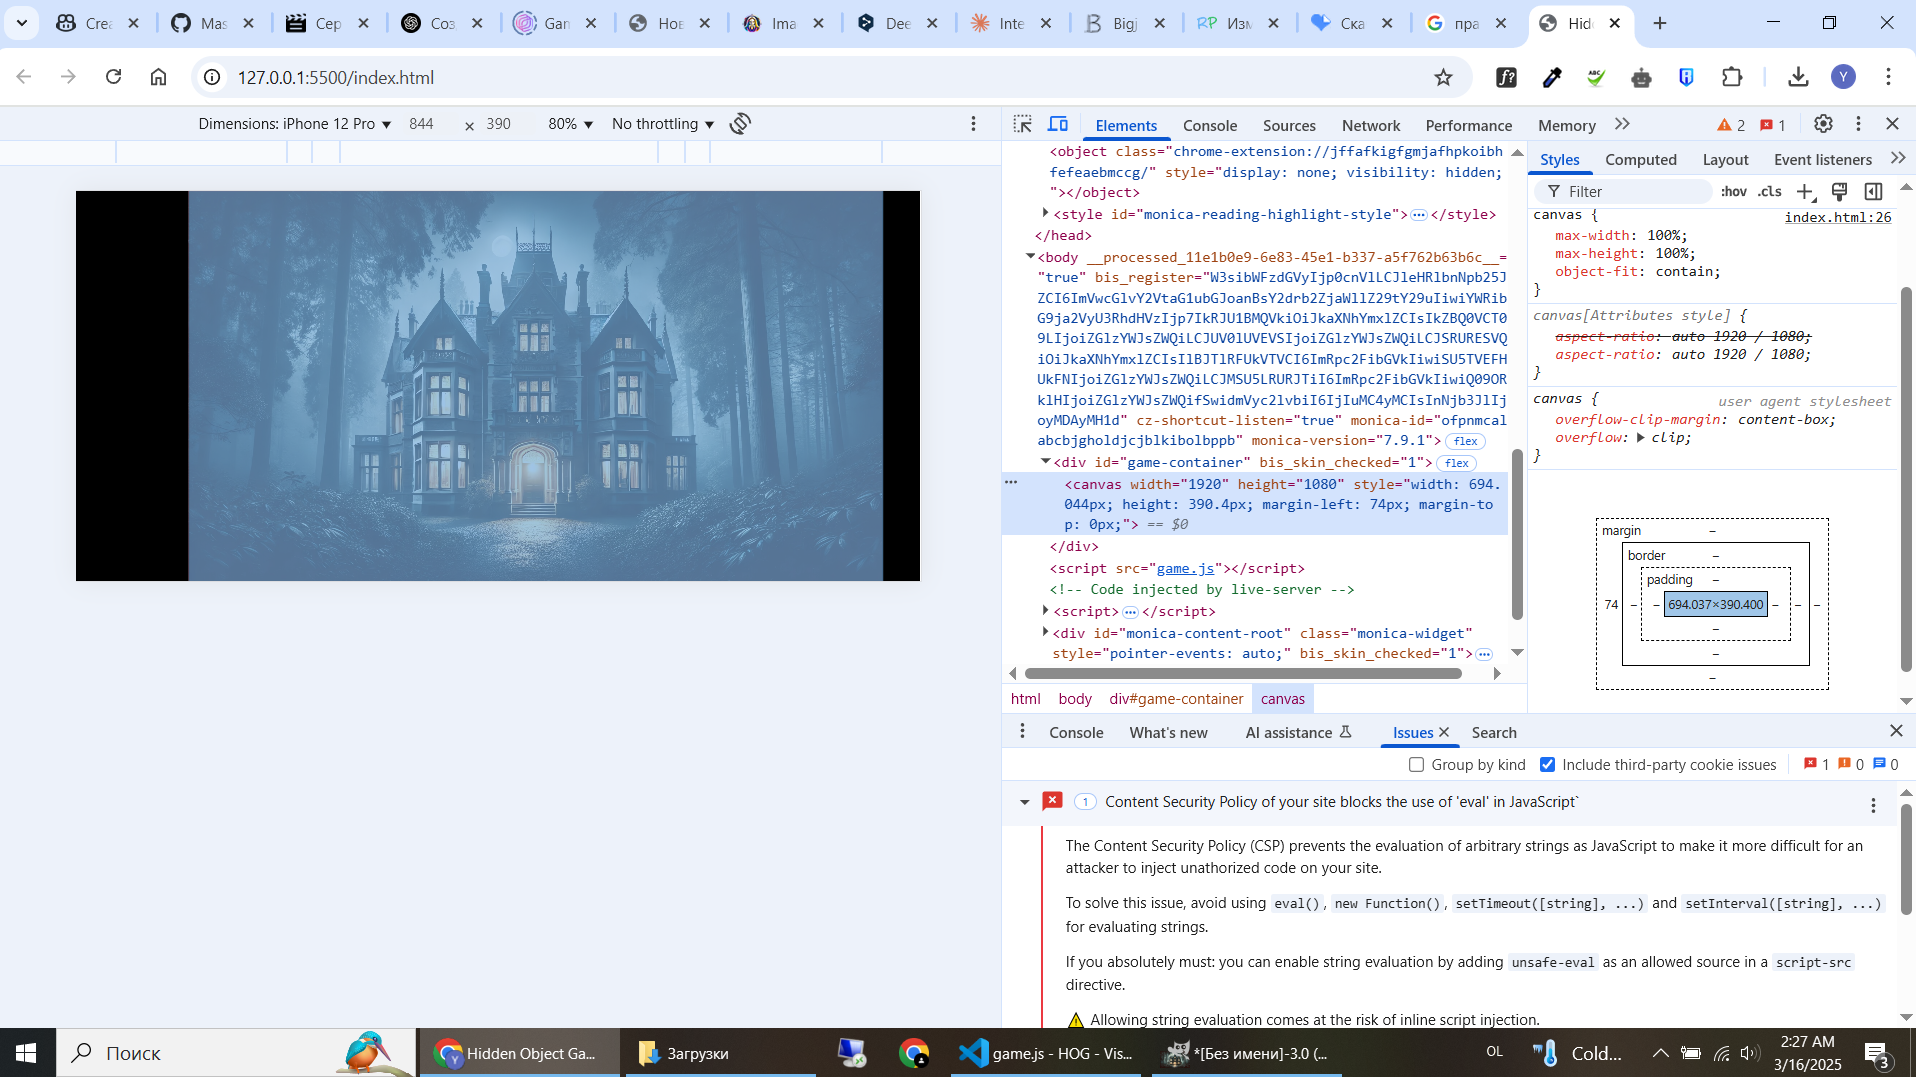 Crea
Mas
Сер
Соз
Gan
Нов
Ima
Dee
Inte
Bigj
RP
Изм
Ска
пра
Hid
127.0.0.1:5500/index.html
Y
Dimensions: iPhone 12 Pro ▼ 844 × 390 80% ▼ No throttling ▼
Elements Console Sources Network Performance Memory 2 1
<object class="chrome-extension://jffafkigfgmjafhpkoibh
fefeaebmccg/" style="display: none; visibility: hidden;
"></object>
<style id="monica-reading-highlight-style">…</style>
</head>
<body __processed_11e1b0e9-6e83-45e1-b337-a5f762b63b6c__=
"true" bis_register="W3sibWFzdGVyIjp0cnVlLCJleHRlbnNpb25J
ZCI6ImVwcGlvY2VtaG1ubGJoanBsY2drb2ZjaWllZ29tY29uIiwiYWRib
G9ja2VyU3RhdHVzIjp7IkRJU1BMQVkiOiJkaXNhYmxlZCIsIkZBQ0VCT0
9LIjoiZGlzYWJsZWQiLCJUV0lUVEVSIjoiZGlzYWJsZWQiLCJSRURESVQ
iOiJkaXNhYmxlZCIsIlBJTlRFUkVTVCI6ImRpc2FibGVkIiwiSU5TVEFH
UkFNIjoiZGlzYWJsZWQiLCJMSU5LRURJTiI6ImRpc2FibGVkIiwiQ09OR
klHIjoiZGlzYWJsZWQifSwidmVyc2lvbiI6IjIuMC4yMCIsInNjb3JlIj
oyMDAyMH1d" cz-shortcut-listen="true" monica-id="ofpnmcal
abcbjgholdjcjblkibolbppb" monica-version="7.9.1"> flex
<div id="game-container" bis_skin_checked="1"> flex
<canvas width="1920" height="1080" style="width: 694.
044px; height: 390.4px; margin-left: 74px; margin-to
p: 0px;"> == $0
</div>
<script src="game.js"></script>
<!-- Code injected by live-server -->
<script>…</script>
<div id="monica-content-root" class="monica-widget"
style="pointer-events: auto;" bis_skin_checked="1">…
html body div#game-container canvas
Styles Computed Layout Event listeners
Filter :hov .cls
canvas { index.html:26
max-width: 100%;
max-height: 100%;
object-fit: contain;
}
canvas[Attributes style] {
aspect-ratio: auto 1920 / 1080;
aspect-ratio: auto 1920 / 1080;
}
canvas { user agent stylesheet
overflow-clip-margin: content-box;
overflow: clip;
}
margin –
border –
padding –
74 – – 694.037×390.400 – – –
–
–
–
Console What's new AI assistance Issues Search
Group by kind Include third-party cookie issues 1 0 0
1 Content Security Policy of your site blocks the use of 'eval' in JavaScript`
The Content Security Policy (CSP) prevents the evaluation of arbitrary strings as JavaScript to make it more difficult for an
attacker to inject unathorized code on your site.
To solve this issue, avoid using eval(), new Function(), setTimeout([string], ...) and setInterval([string], ...)
for evaluating strings.
If you absolutely must: you can enable string evaluation by adding unsafe-eval as an allowed source in a script-src
directive.
Allowing string evaluation comes at the risk of inline script injection.
Поиск
Hidden Object Ga...
Загрузки
game.js - HOG - Vis...
*[Без имени]-3.0 (...
OL
Cold...
2:27 AM
3/16/2025
3